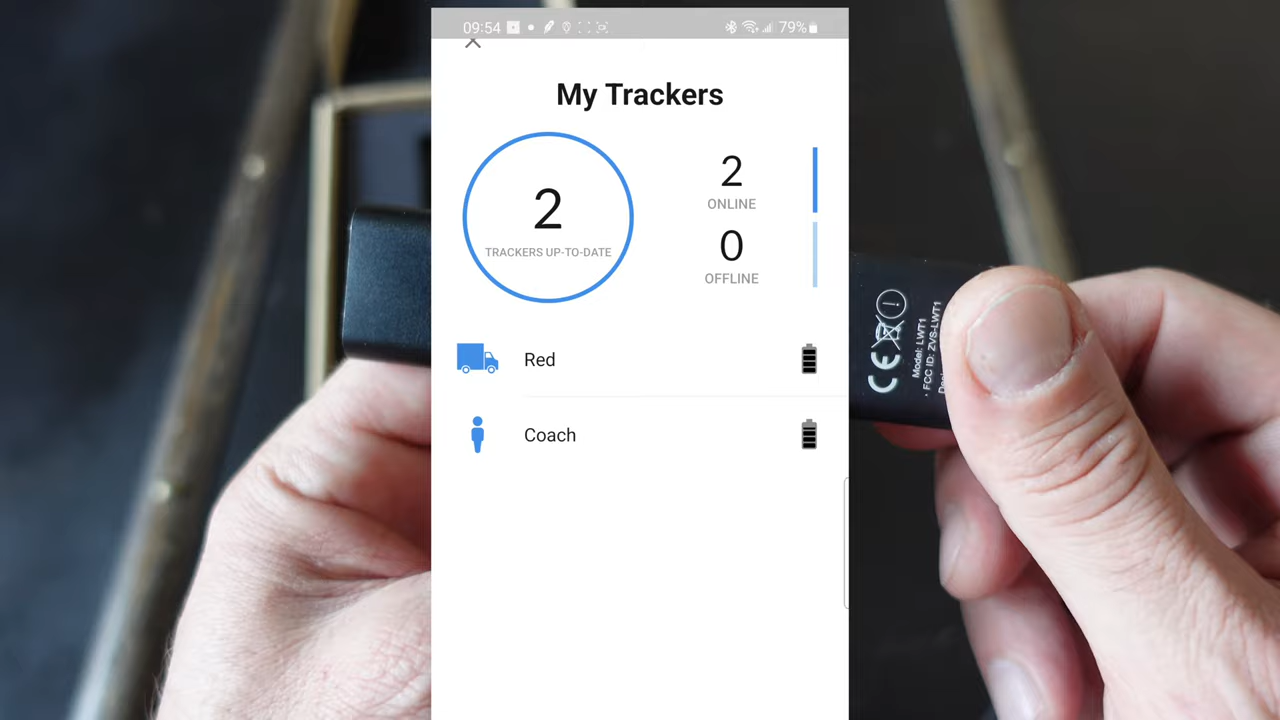 09:54
79%
My Trackers
2
TRACKERS UP-TO-DATE
2
ONLINE
0
OFFLINE
Red
Coach
CE
Model: LWT1
FCC ID: ZVS-LWT1